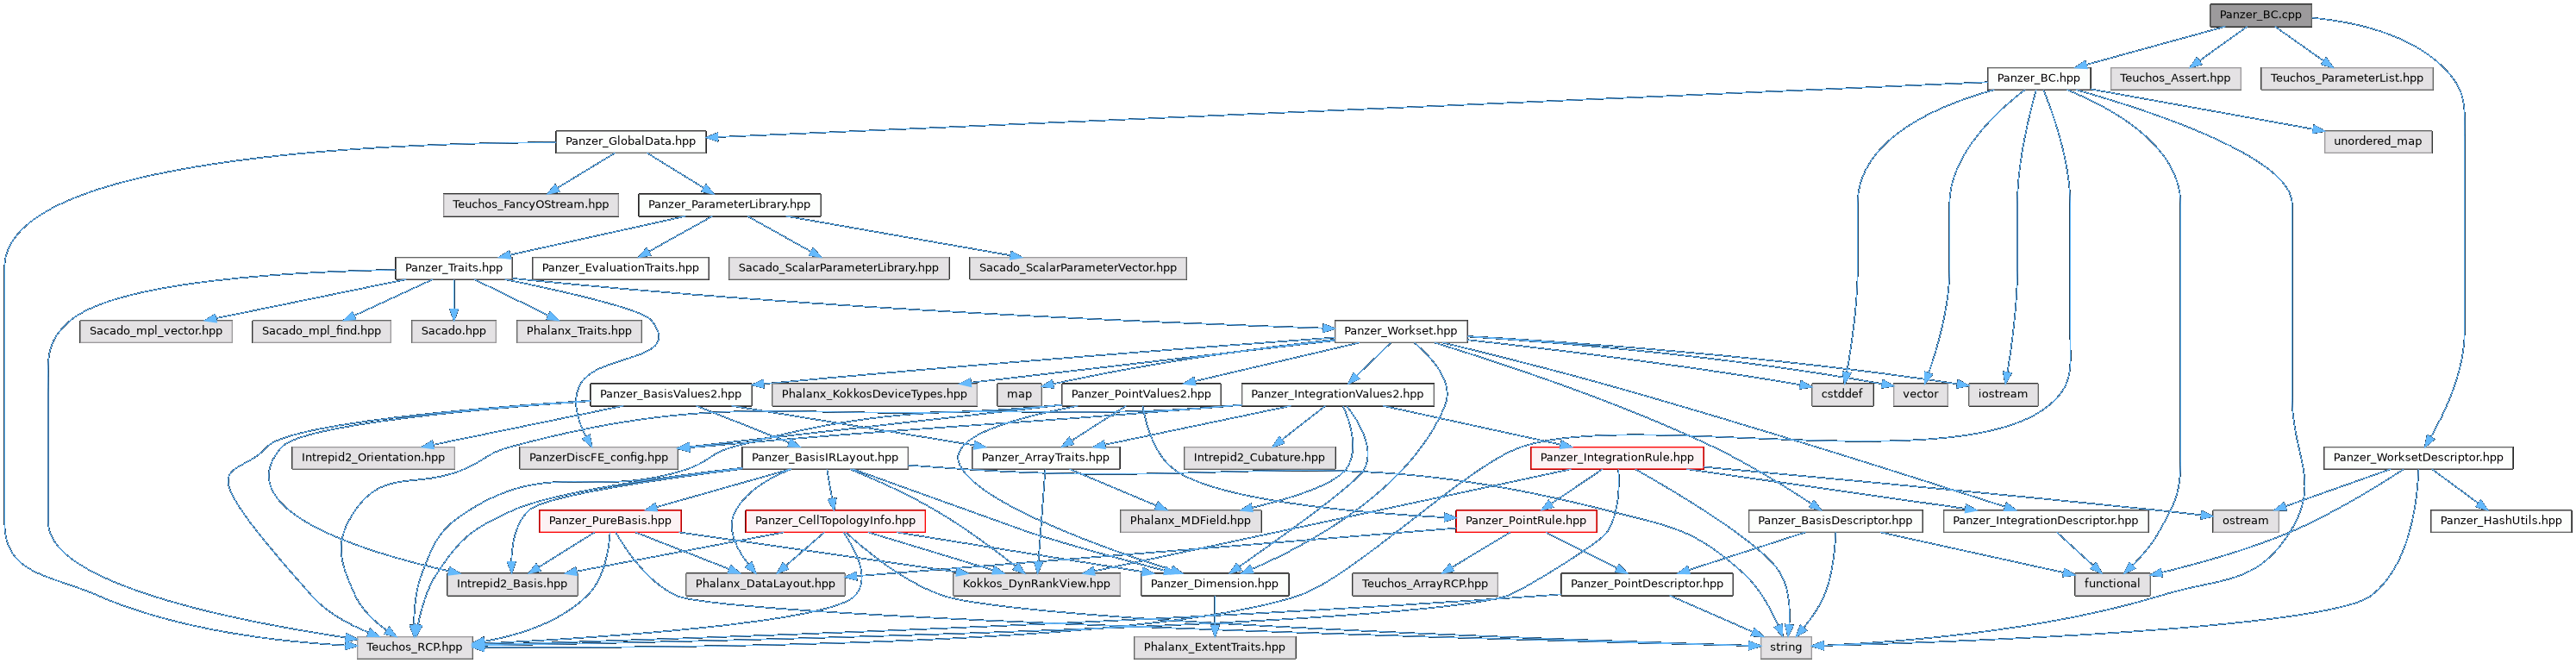 Panzer_BC.cpp
Panzer_BC.hpp
Teuchos_Assert.hpp
Teuchos_ParameterList.hpp
Panzer_GlobalData.hpp
unordered_map
Teuchos_FancyOStream.hpp
Panzer_ParameterLibrary.hpp
Panzer_Traits.hpp
Panzer_EvaluationTraits.hpp
Sacado_ScalarParameterLibrary.hpp
Sacado_ScalarParameterVector.hpp
Sacado_mpl_vector.hpp
Sacado_mpl_find.hpp
Sacado.hpp
Phalanx_Traits.hpp
Panzer_Workset.hpp
Panzer_BasisValues2.hpp
Phalanx_KokkosDeviceTypes.hpp
map
Panzer_PointValues2.hpp
Panzer_IntegrationValues2.hpp
cstddef
vector
iostream
Intrepid2_Orientation.hpp
PanzerDiscFE_config.hpp
Panzer_BasisIRLayout.hpp
Panzer_ArrayTraits.hpp
Intrepid2_Cubature.hpp
Panzer_IntegrationRule.hpp
Panzer_WorksetDescriptor.hpp
Panzer_PureBasis.hpp
Panzer_CellTopologyInfo.hpp
Phalanx_MDField.hpp
Panzer_PointRule.hpp
Panzer_BasisDescriptor.hpp
Panzer_IntegrationDescriptor.hpp
ostream
Panzer_HashUtils.hpp
Intrepid2_Basis.hpp
Phalanx_DataLayout.hpp
Kokkos_DynRankView.hpp
Panzer_Dimension.hpp
Teuchos_ArrayRCP.hpp
Panzer_PointDescriptor.hpp
functional
Teuchos_RCP.hpp
Phalanx_ExtentTraits.hpp
string